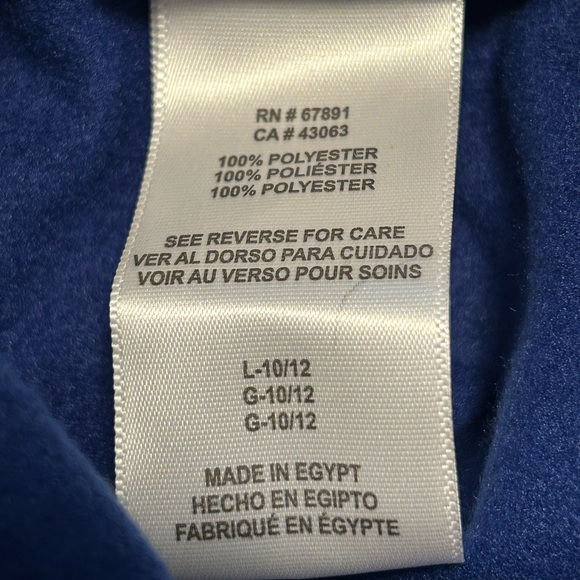 RN # 67891
CA # 43063
100% POLYESTER
100% POLIÉSTER
100% POLYESTER
SEE REVERSE FOR CARE
VER AL DORSO PARA CUIDADO
VOIR AU VERSO POUR SOINS
L-10/12
G-10/12
G-10/12
MADE IN EGYPT
HECHO EN EGIPTO
FABRIQUÉ EN ÉGYPTE